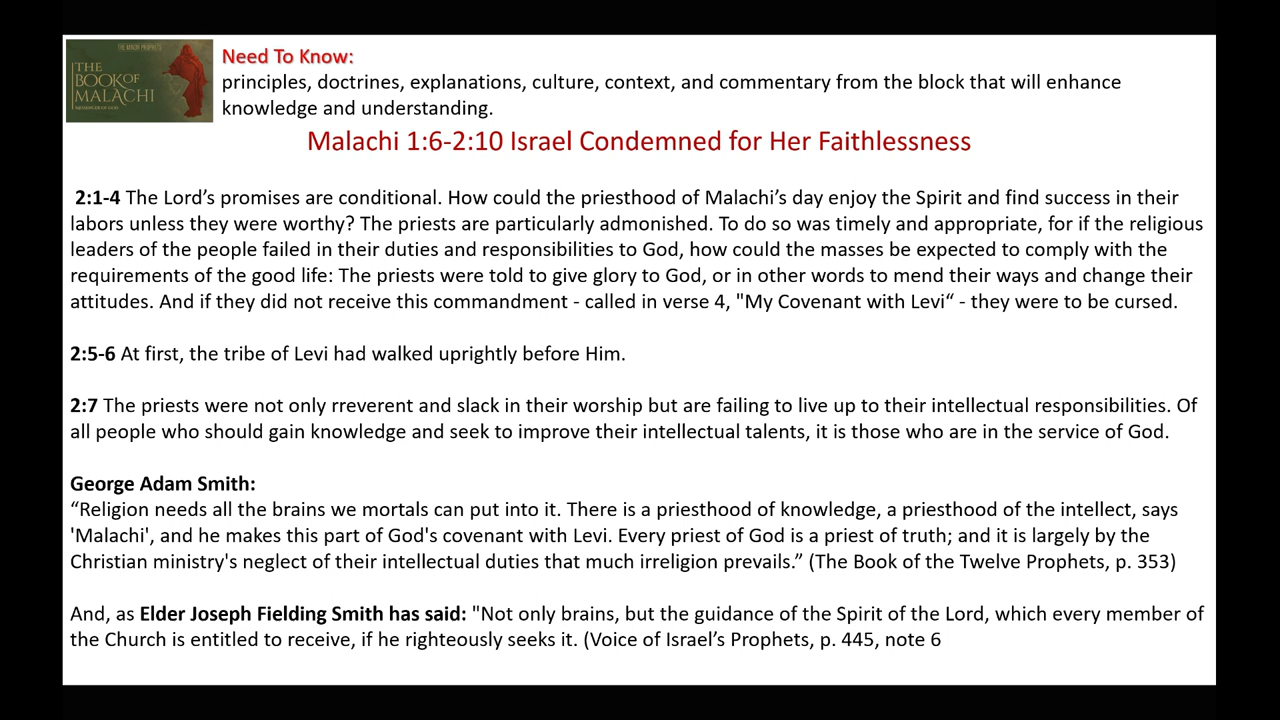 THE MINOR PROPHETS
THE
BOOK OF
MALACHI
MESSENGER OF GOD
Need To Know:
principles, doctrines, explanations, culture, context, and commentary from the block that will enhance
knowledge and understanding.
Malachi 1:6-2:10 Israel Condemned for Her Faithlessness
2:1-4 The Lord’s promises are conditional. How could the priesthood of Malachi’s day enjoy the Spirit and find success in their
labors unless they were worthy? The priests are particularly admonished. To do so was timely and appropriate, for if the religious
leaders of the people failed in their duties and responsibilities to God, how could the masses be expected to comply with the
requirements of the good life: The priests were told to give glory to God, or in other words to mend their ways and change their
attitudes. And if they did not receive this commandment - called in verse 4, "My Covenant with Levi“ - they were to be cursed.
2:5-6 At first, the tribe of Levi had walked uprightly before Him.
2:7 The priests were not only rreverent and slack in their worship but are failing to live up to their intellectual responsibilities. Of
all people who should gain knowledge and seek to improve their intellectual talents, it is those who are in the service of God.
George Adam Smith:
“Religion needs all the brains we mortals can put into it. There is a priesthood of knowledge, a priesthood of the intellect, says
'Malachi', and he makes this part of God's covenant with Levi. Every priest of God is a priest of truth; and it is largely by the
Christian ministry's neglect of their intellectual duties that much irreligion prevails.” (The Book of the Twelve Prophets, p. 353)
And, as Elder Joseph Fielding Smith has said: "Not only brains, but the guidance of the Spirit of the Lord, which every member of
the Church is entitled to receive, if he righteously seeks it. (Voice of Israel’s Prophets, p. 445, note 6